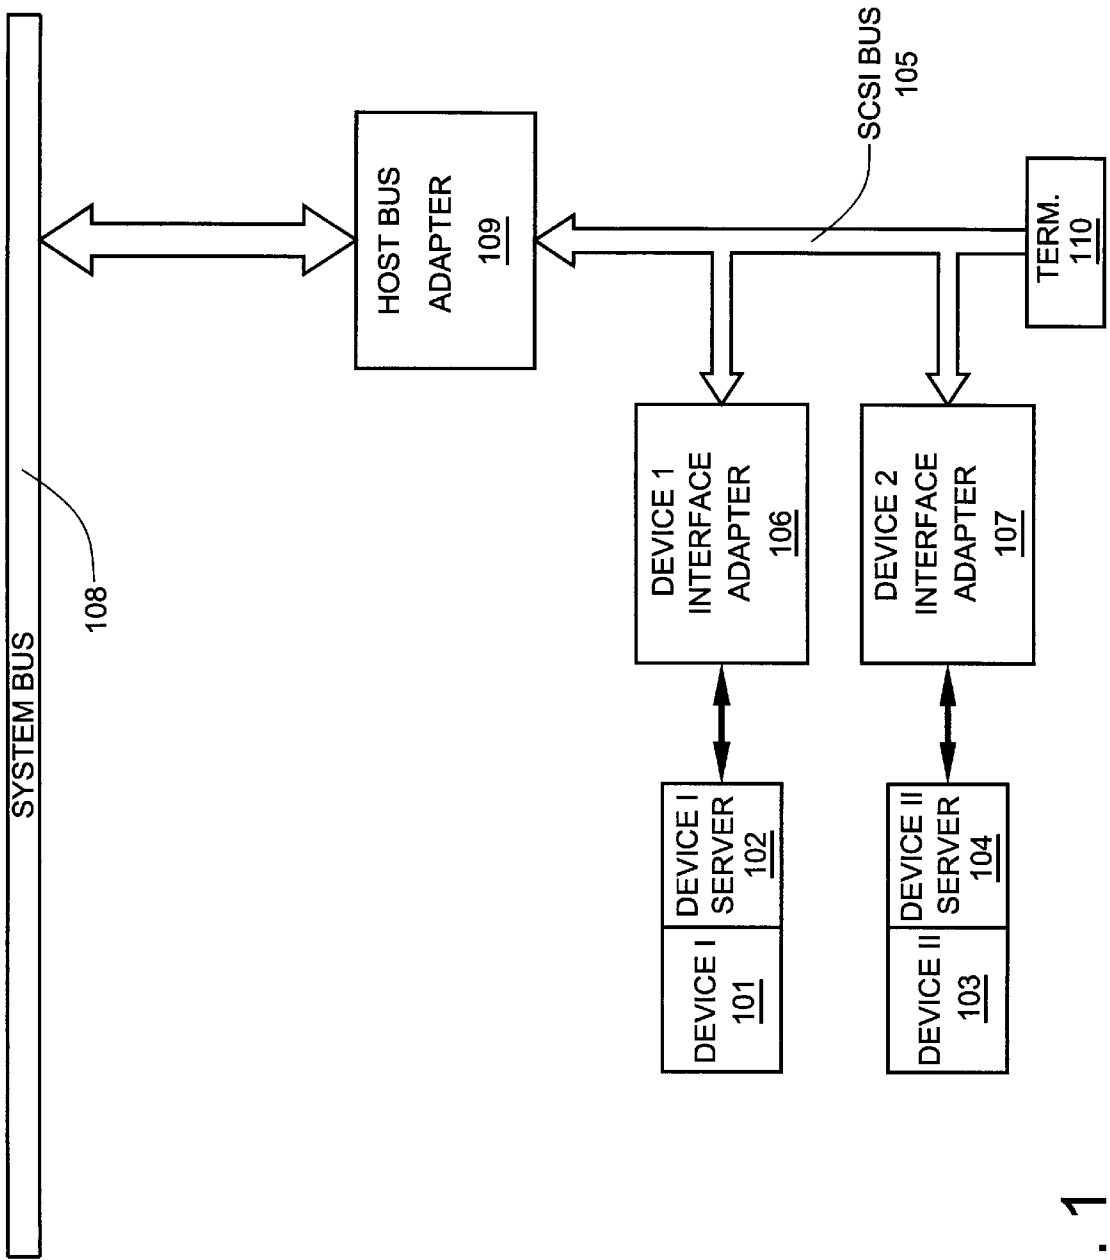 SYSTEM BUS
108
HOST BUS
ADAPTER
109
SCSI BUS
105
TERM.
110
DEVICE 1
INTERFACE
ADAPTER
106
DEVICE 2
INTERFACE
ADAPTER
107
DEVICE I
SERVER
102
DEVICE I
101
DEVICE II
SERVER
104
DEVICE II
103
. 1